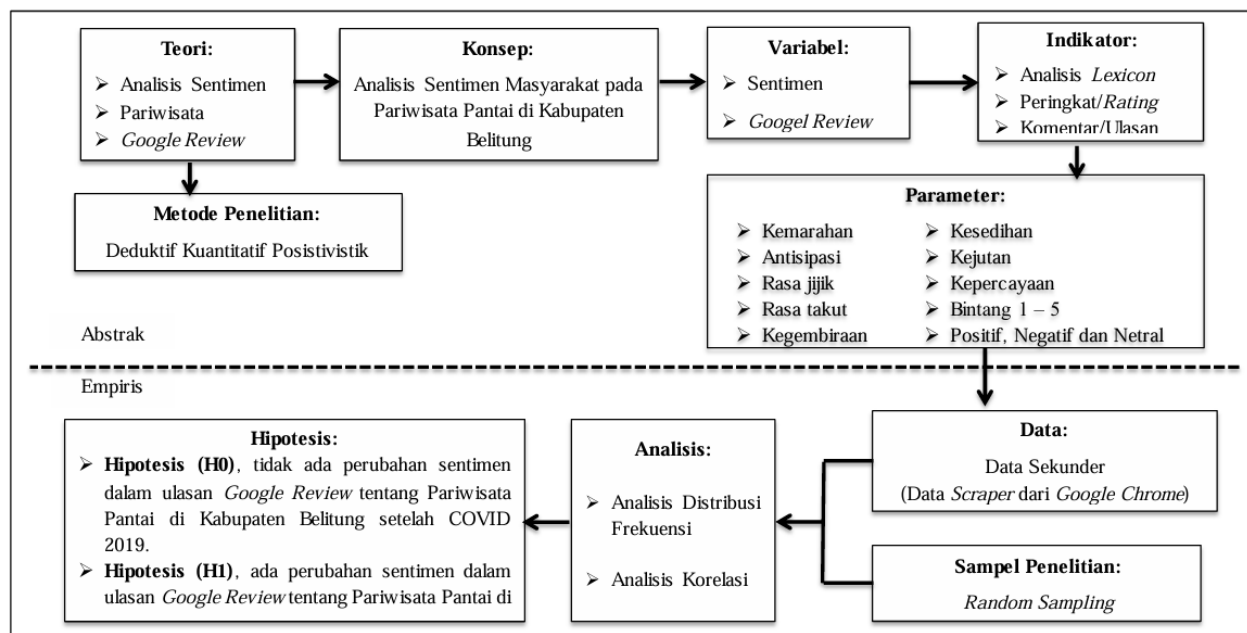 Teori:
➢ Analisis Sentimen
➢ Pariwisata
➢ Google Review
Konsep:
Analisis Sentimen Masyarakat pada
Pariwisata Pantai di Kabupaten
Belitung
Variabel:
➢ Sentimen
➢ Googel Review
Indikator:
➢ Analisis Lexicon
➢ Peringkat/Rating
➢ Komentar/Ulasan
Metode Penelitian:
Deduktif Kuantitatif Posistivistik
Parameter:
➢ Kemarahan
➢ Antisipasi
➢ Rasa jijik
➢ Rasa takut
➢ Kegembiraan
➢ Kesedihan
➢ Kejutan
➢ Kepercayaan
➢ Bintang 1 – 5
➢ Positif, Negatif dan Netral
Abstrak
Empiris
Hipotesis:
➢ Hipotesis (H0), tidak ada perubahan sentimen
dalam ulasan Google Review tentang Pariwisata
Pantai di Kabupaten Belitung setelah COVID
2019.
➢ Hipotesis (H1), ada perubahan sentimen dalam
ulasan Google Review tentang Pariwisata Pantai di
Analisis:
➢ Analisis Distribusi
Frekuensi
➢ Analisis Korelasi
Data:
Data Sekunder
(Data Scraper dari Google Chrome)
Sampel Penelitian:
Random Sampling